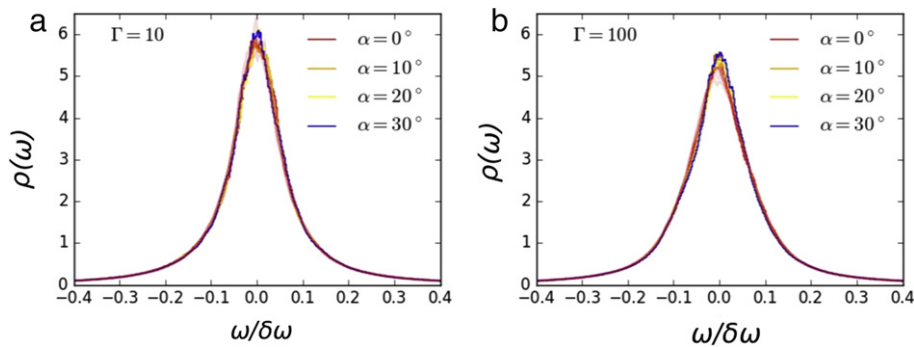 a
Γ = 10
α = 0°
α = 10°
α = 20°
α = 30°
6
5
4
3
2
1
0
ρ(ω)
−0.4 −0.3 −0.2 −0.1 0.0 0.1 0.2 0.3 0.4
ω/δω
b
Γ = 100
α = 0°
α = 10°
α = 20°
α = 30°
6
5
4
3
2
1
0
ρ(ω)
−0.4 −0.3 −0.2 −0.1 0.0 0.1 0.2 0.3 0.4
ω/δω